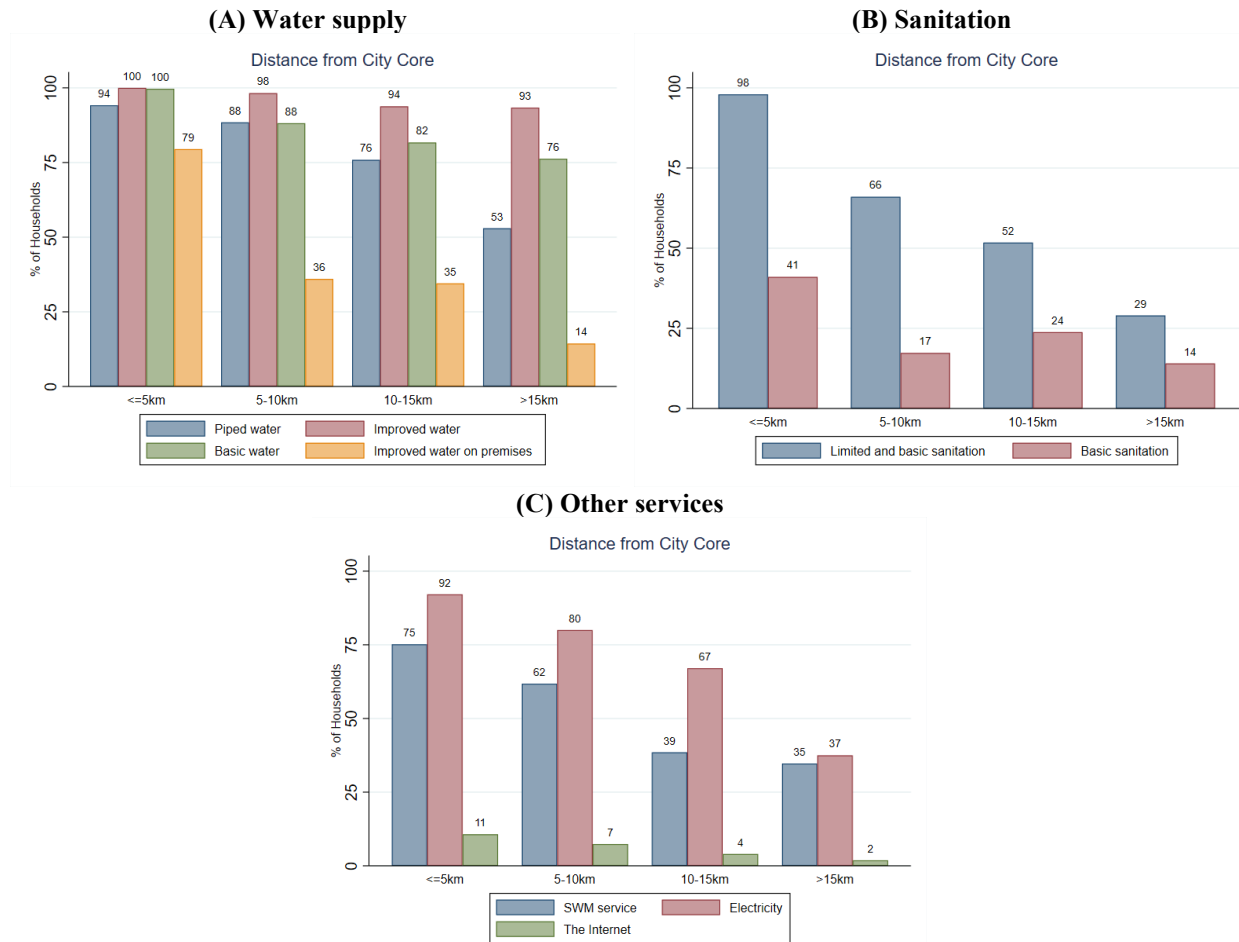 (A) Water supply
Distance from City Core
% of Households
100
75
50
25
0
94 100 100 79
88 98 88 36
76 94 82 35
53 93 76 14
<=5km 5-10km 10-15km >15km
Piped water Improved water
Basic water Improved water on premises
(B) Sanitation
Distance from City Core
% of Households
100
75
50
25
0
98 41
66 17
52 24
29 14
<=5km 5-10km 10-15km >15km
Limited and basic sanitation Basic sanitation
(C) Other services
Distance from City Core
% of Households
100
75
50
25
0
75 92 11
62 80 7
39 67 4
35 37 2
<=5km 5-10km 10-15km >15km
SWM service Electricity
The Internet